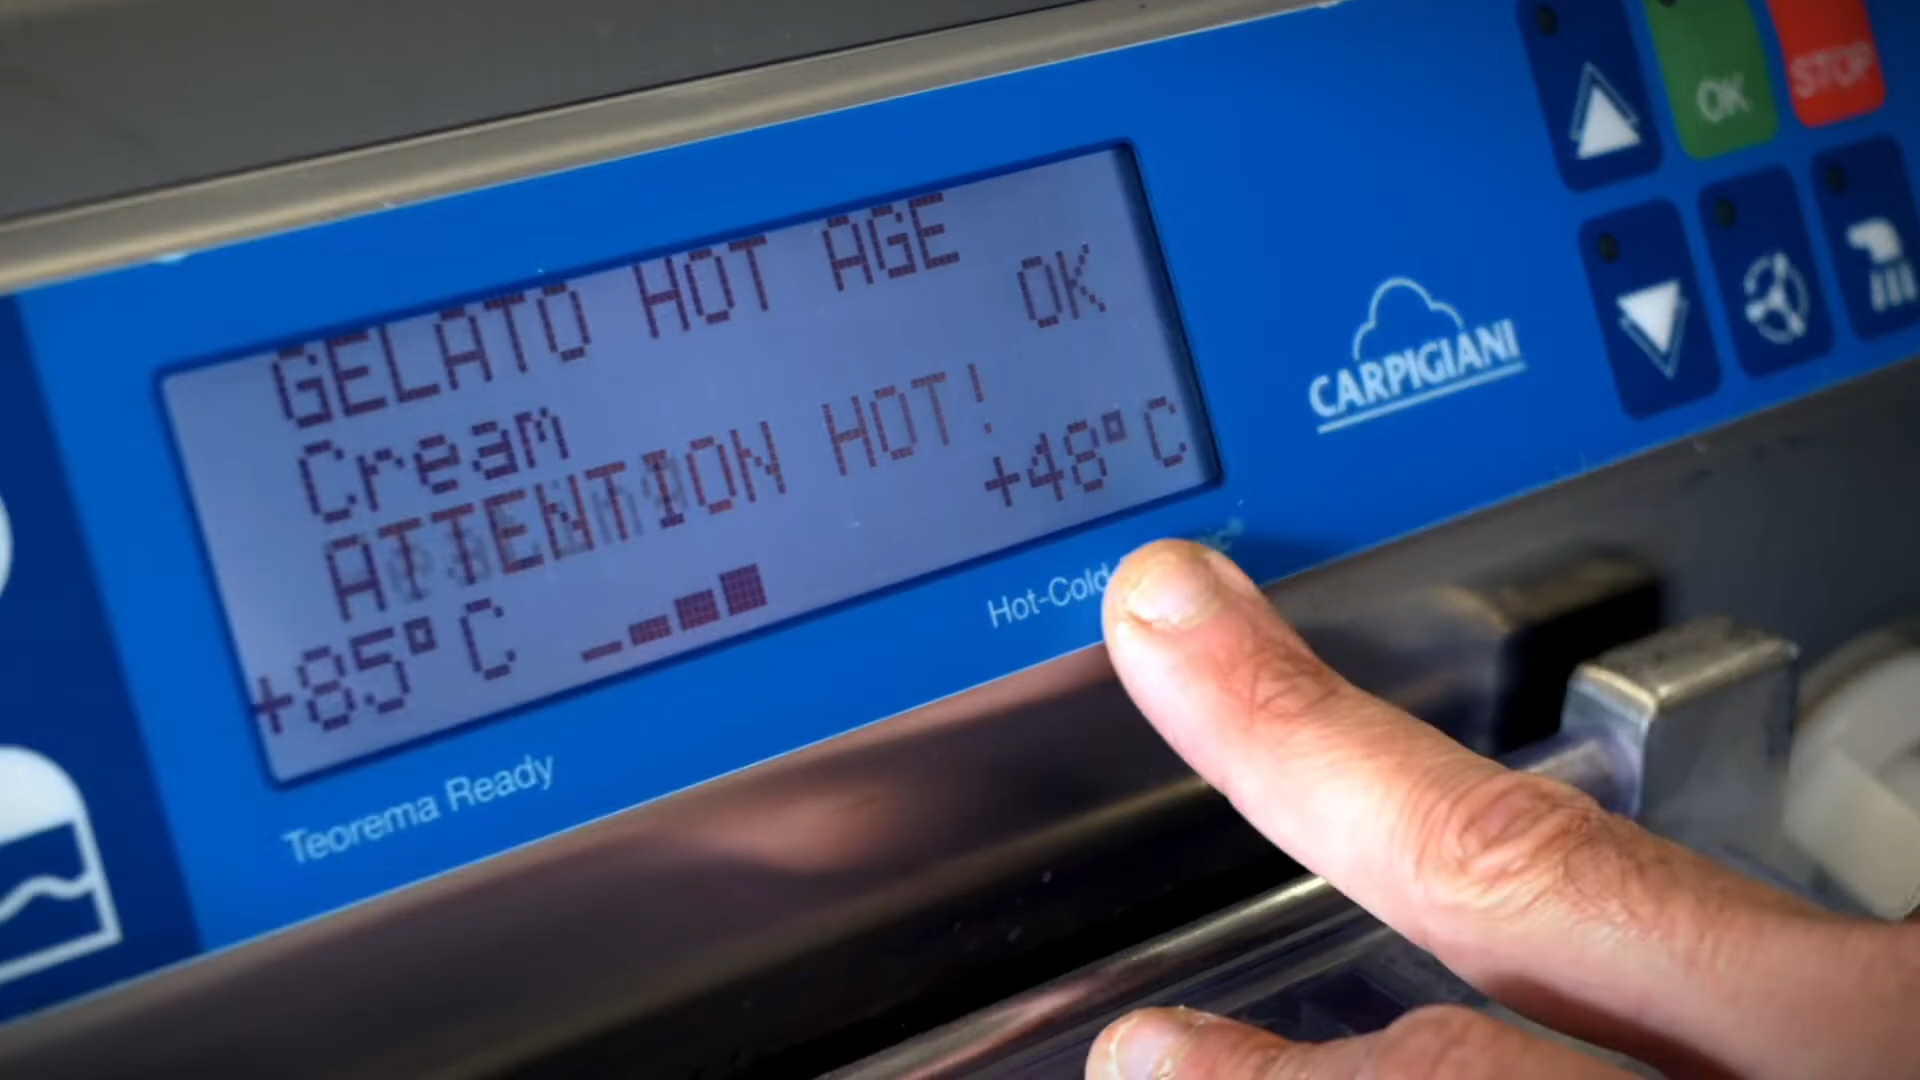 GELATO HOT AGE
OK
Cream
ATTENTION HOT!
+48°C
+85°C
Teorema Ready
Hot-Cold
CARPIGIANI
OK
STOP